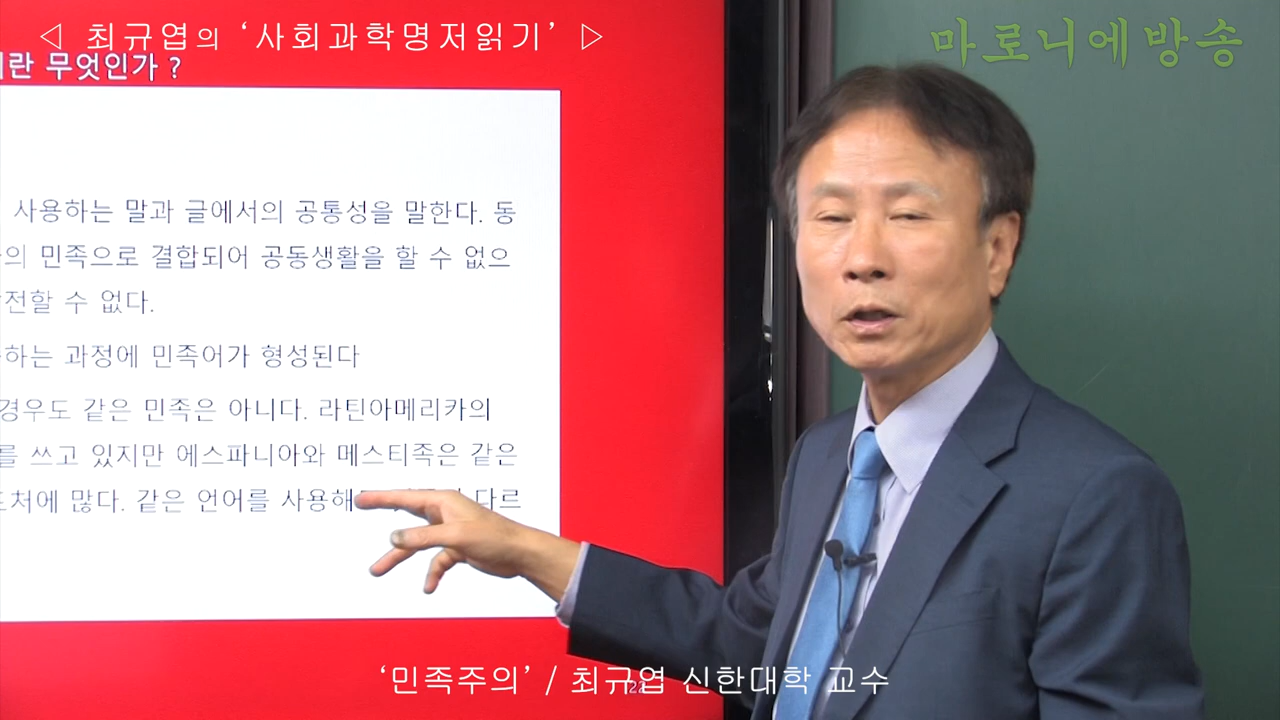 ◁ 최규엽의 ‘사회과학명저읽기’ ▷
마로니에방송
란 무엇인가 ?
사용하는 말과 글에서의 공통성을 말한다. 동
의 민족으로 결합되어 공동생활을 할 수 없으
전할 수 없다.
하는 과정에 민족어가 형성된다
경우도 같은 민족은 아니다. 라틴아메리카의
를 쓰고 있지만 에스파니아와 메스티족은 같은
도처에 많다. 같은 언어를 사용해 다르
‘민족주의’ / 최규엽 신한대학 교수
22